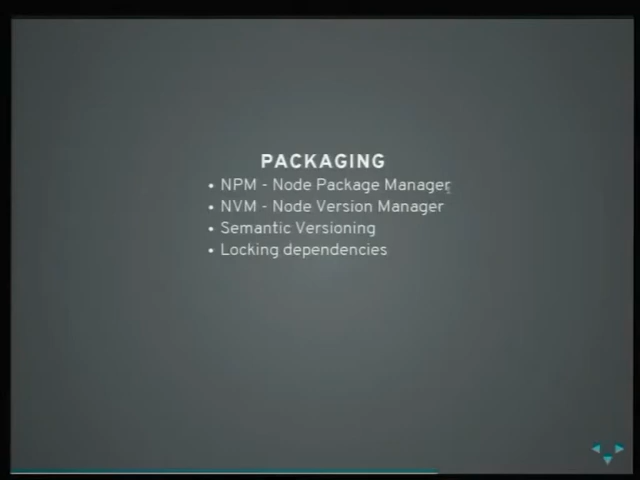 PACKAGING
• NPM - Node Package Manager
• NVM - Node Version Manager
• Semantic Versioning
• Locking dependencies